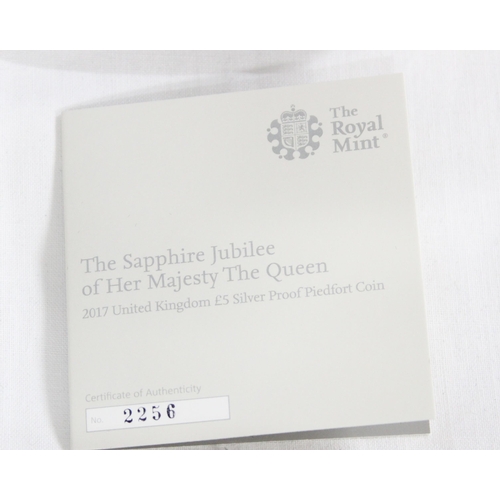 The
Royal
Mint®
The Sapphire Jubilee
of Her Majesty The Queen
2017 United Kingdom £5 Silver Proof Piedfort Coin
Certificate of Authenticity
No. 2256